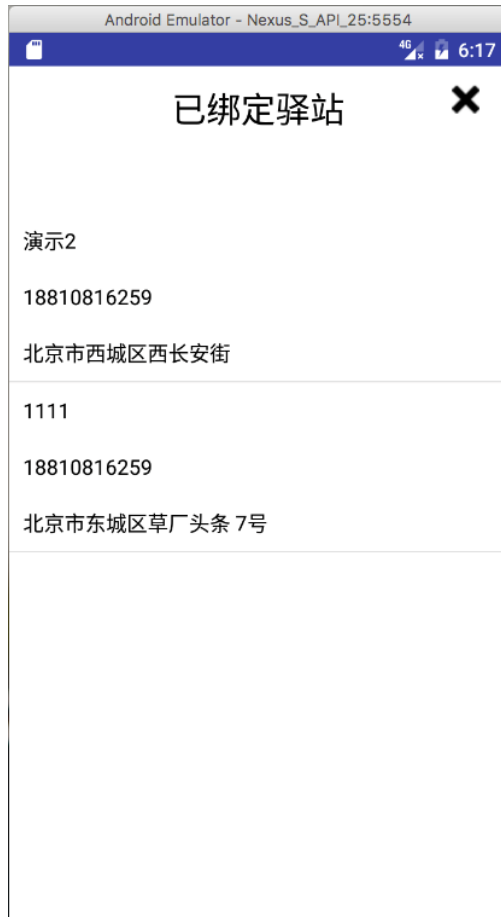 Android Emulator - Nexus_S_API_25:5554
4G 6:17
已绑定驿站
演示2
18810816259
北京市西城区西长安街
1111
18810816259
北京市东城区草厂头条 7号